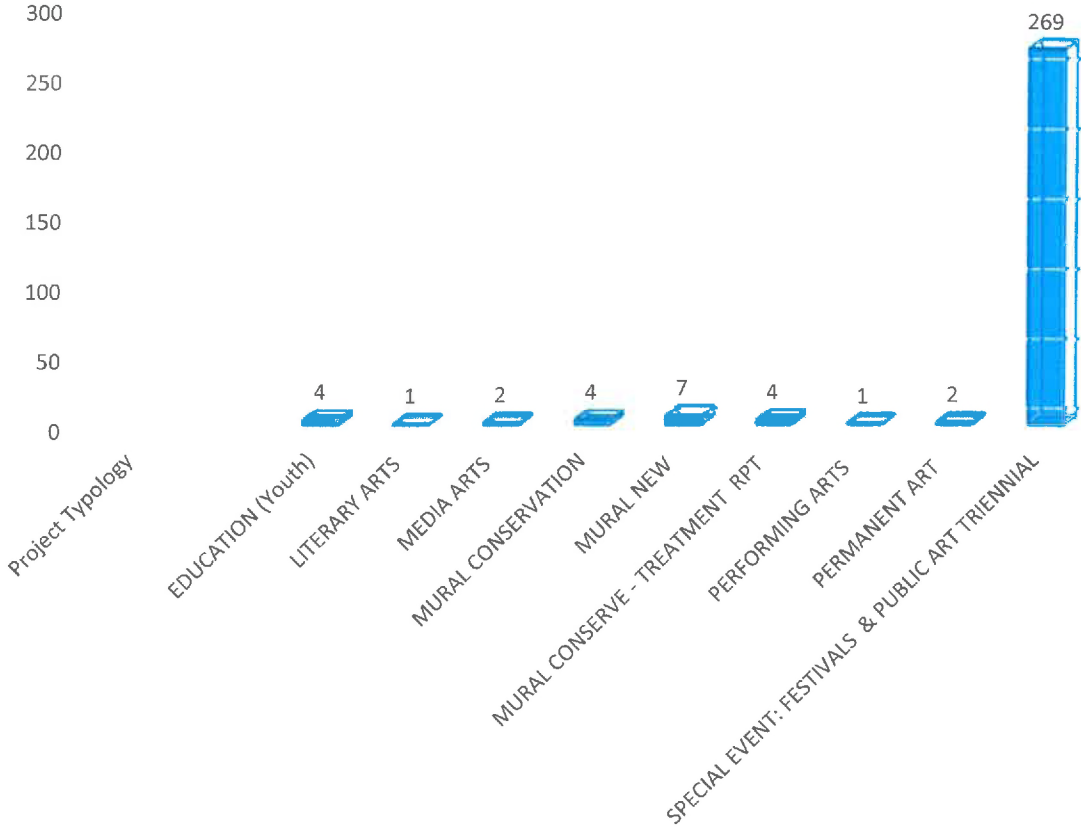 300
250
200
150
100
50
0
269
4
1
2
4
7
4
1
2
Project Typology
EDUCATION (Youth)
LITERARY ARTS
MEDIA ARTS
MURAL CONSERVATION
MURAL NEW
MURAL CONSERVE - TREATMENT RPT
PERFORMING ARTS
PERMANENT ART
SPECIAL EVENT: FESTIVALS & PUBLIC ART TRIENNIAL